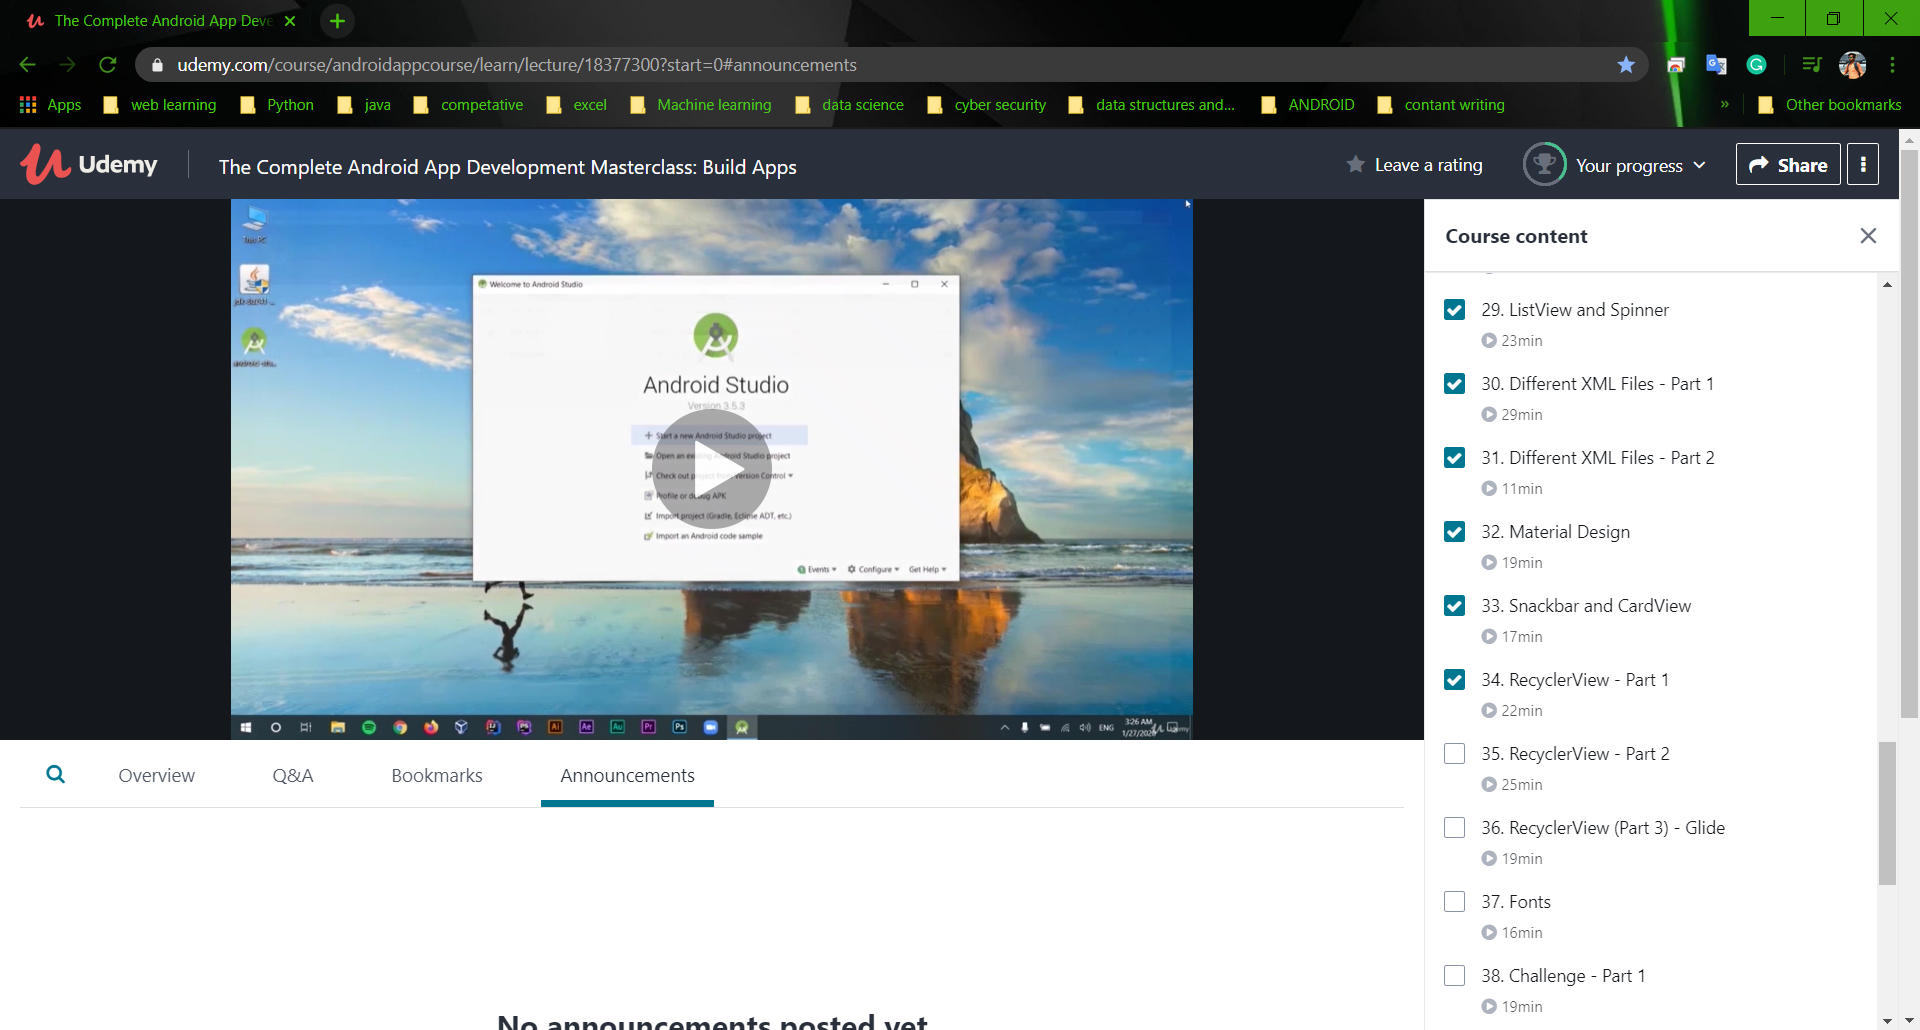 The Complete Android App Deve
udemy.com/course/androidappcourse/learn/lecture/18377300?start=0#announcements
Apps web learning Python java competative excel Machine learning data science cyber security data structures and... ANDROID contant writing » Other bookmarks
Udemy The Complete Android App Development Masterclass: Build Apps Leave a rating Your progress Share
This PC
Welcome to Android Studio
Android Studio
Version 3.5.3
Start a new Android Studio project
Open an existing Android Studio project
Check out project from Version Control
Profile or debug APK
Import project (Gradle, Eclipse ADT, etc.)
Import an Android code sample
Events Configure Get Help
ENG 3:26 AM
Udemy
Overview Q&A Bookmarks Announcements
No announcements posted yet
Course content
29. ListView and Spinner
23min
30. Different XML Files - Part 1
29min
31. Different XML Files - Part 2
11min
32. Material Design
19min
33. Snackbar and CardView
17min
34. RecyclerView - Part 1
22min
35. RecyclerView - Part 2
25min
36. RecyclerView (Part 3) - Glide
19min
37. Fonts
16min
38. Challenge - Part 1
19min